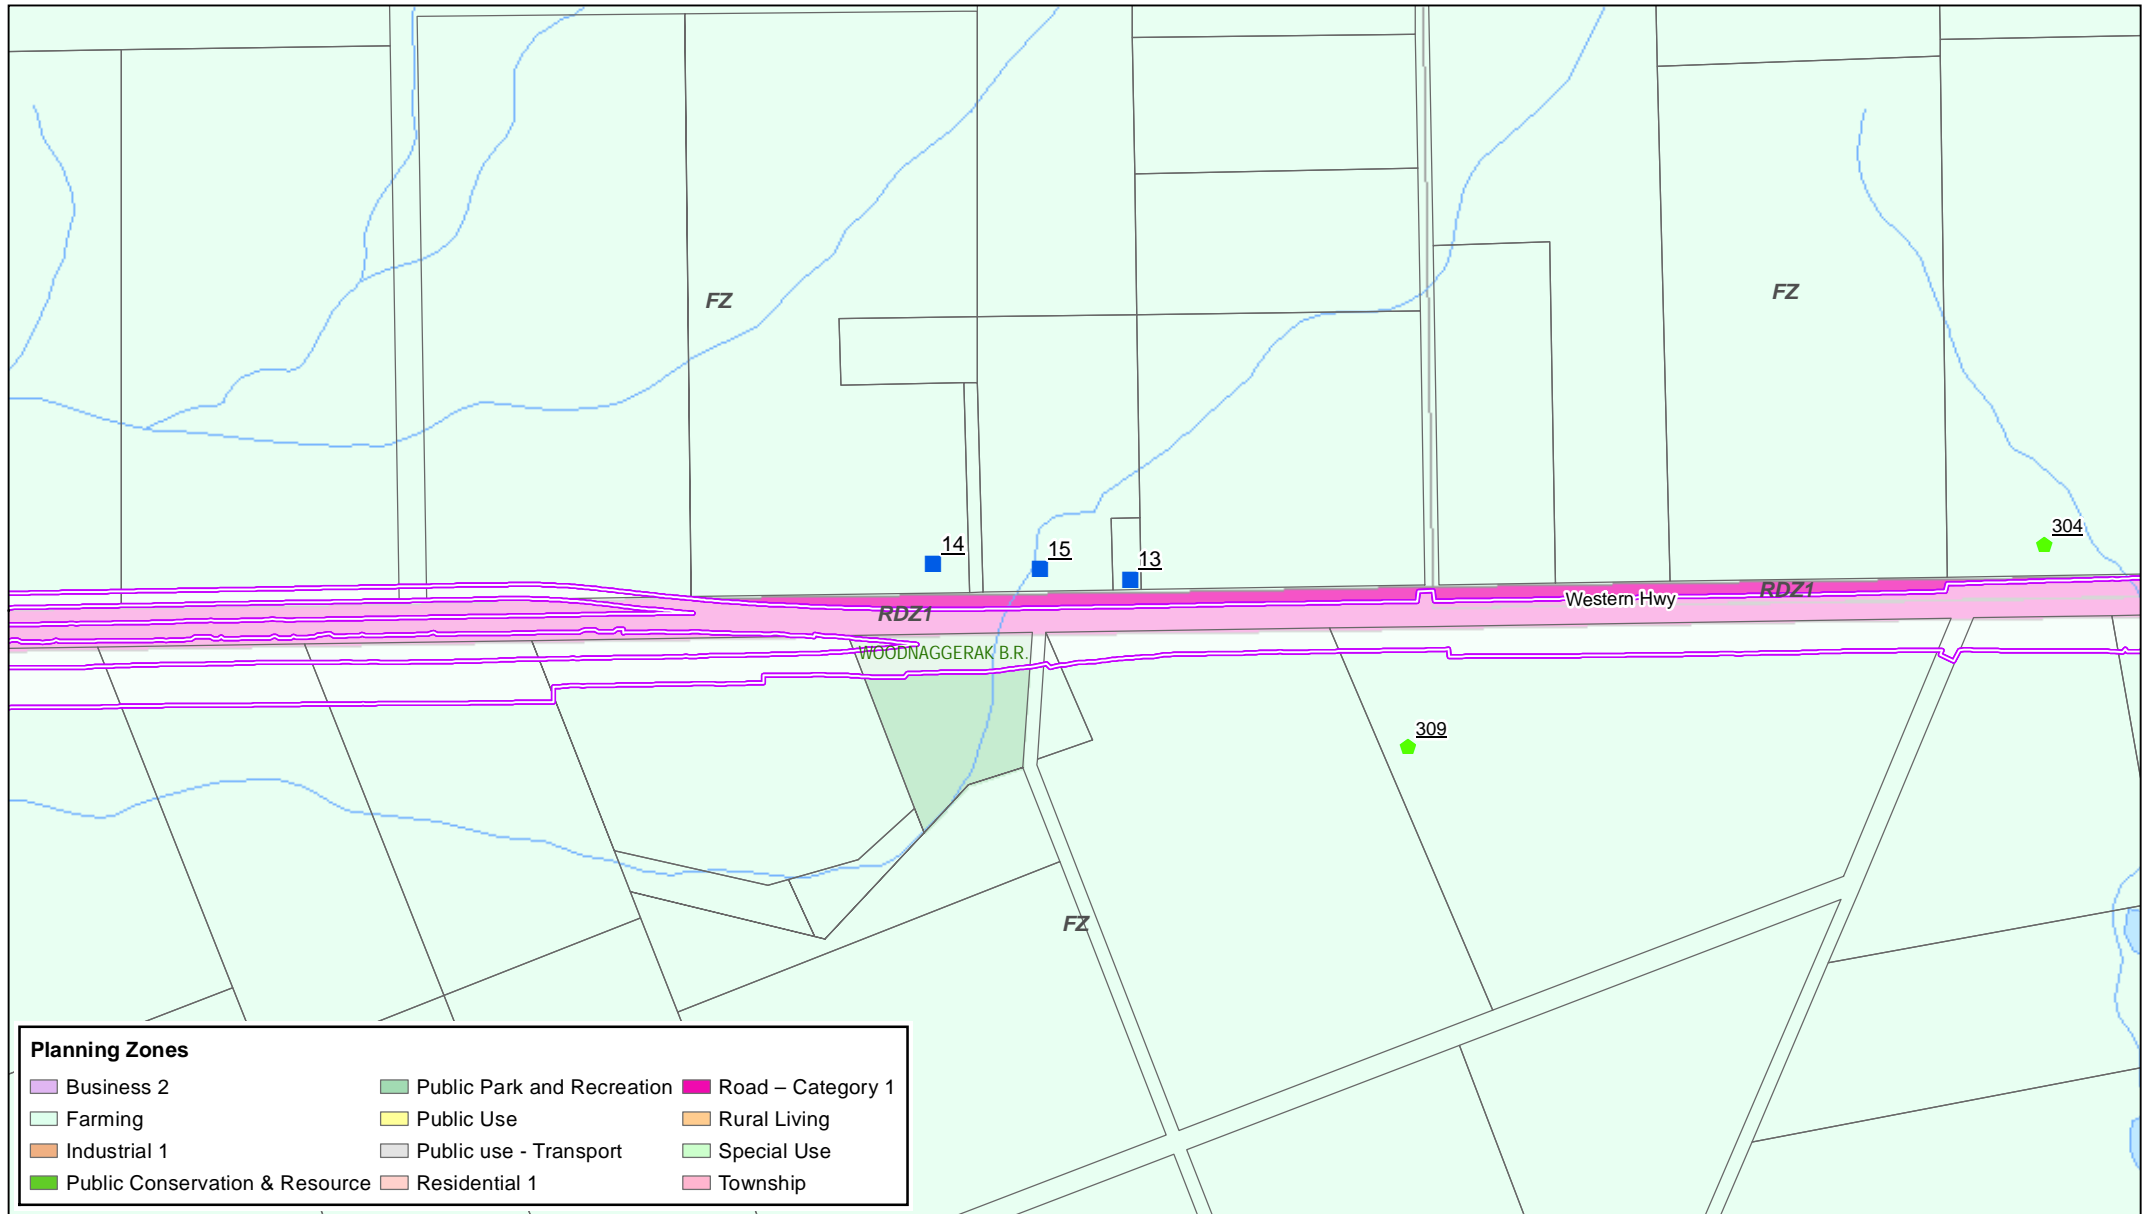 FZ
FZ
14
15
13
304
RDZ1
Western Hwy
RDZ1
WOODNAGGERAK B.R.
309
FZ
Planning Zones
Business 2
Farming
Industrial 1
Public Conservation & Resource
Public Park and Recreation
Public Use
Public use - Transport
Residential 1
Road – Category 1
Rural Living
Special Use
Township